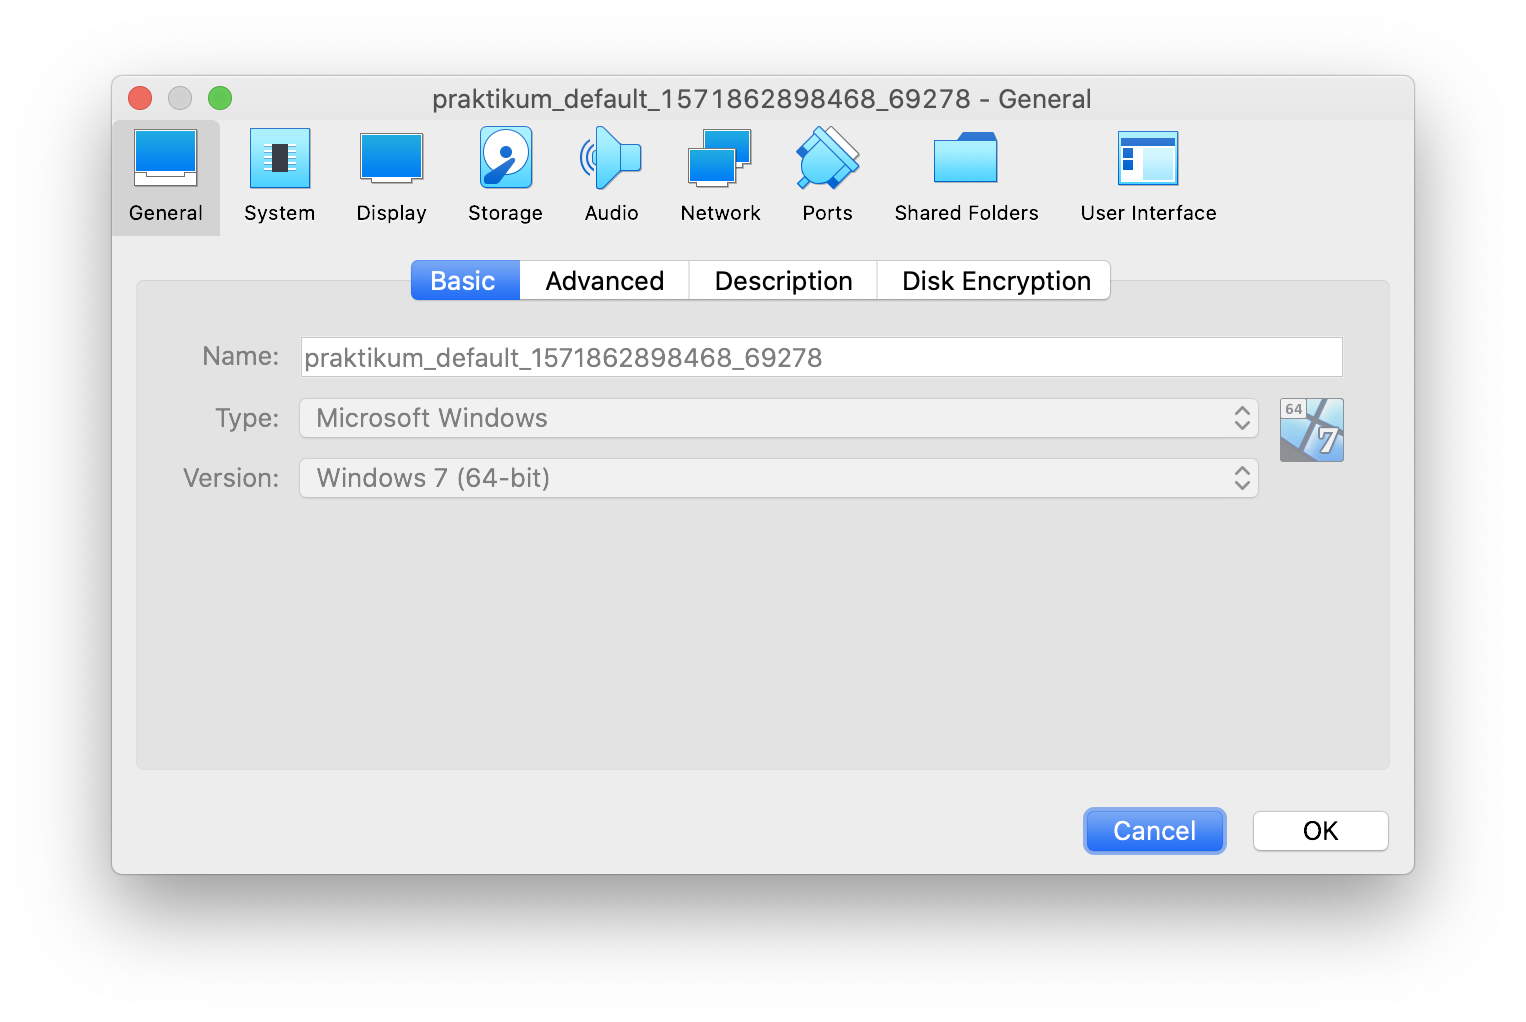 praktikum_default_1571862898468_69278 - General
General System Display Storage Audio Network Ports Shared Folders User Interface
Basic Advanced Description Disk Encryption
Name: praktikum_default_1571862898468_69278
Type: Microsoft Windows
64
7
Version: Windows 7 (64-bit)
Cancel OK